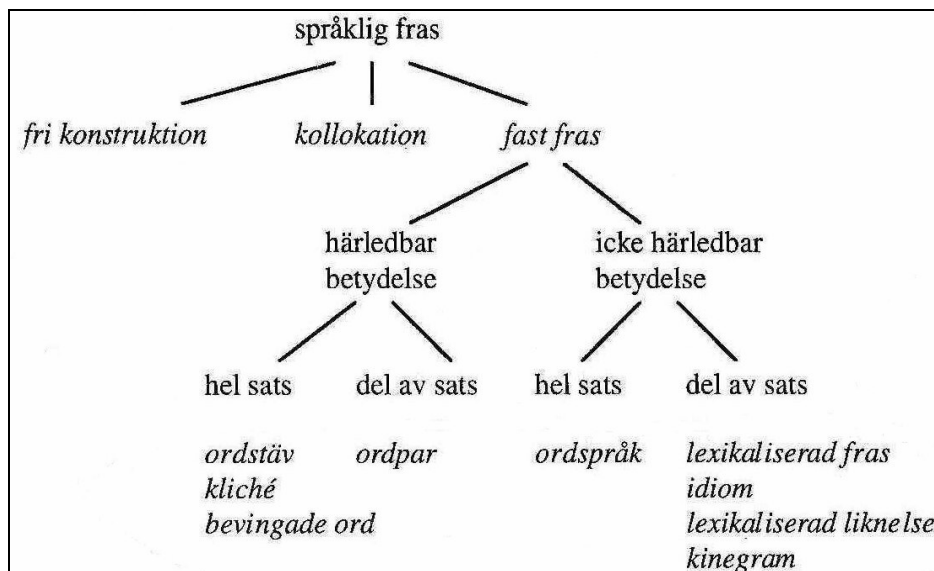 språklig fras
fri konstruktion kollokation fast fras
härledbar icke härledbar
betydelse betydelse
hel sats del av sats hel sats del av sats
ordstäv ordpar ordspråk lexikaliserad fras
kliché idiom
bevingade ord lexikaliserad liknelse
kinegram